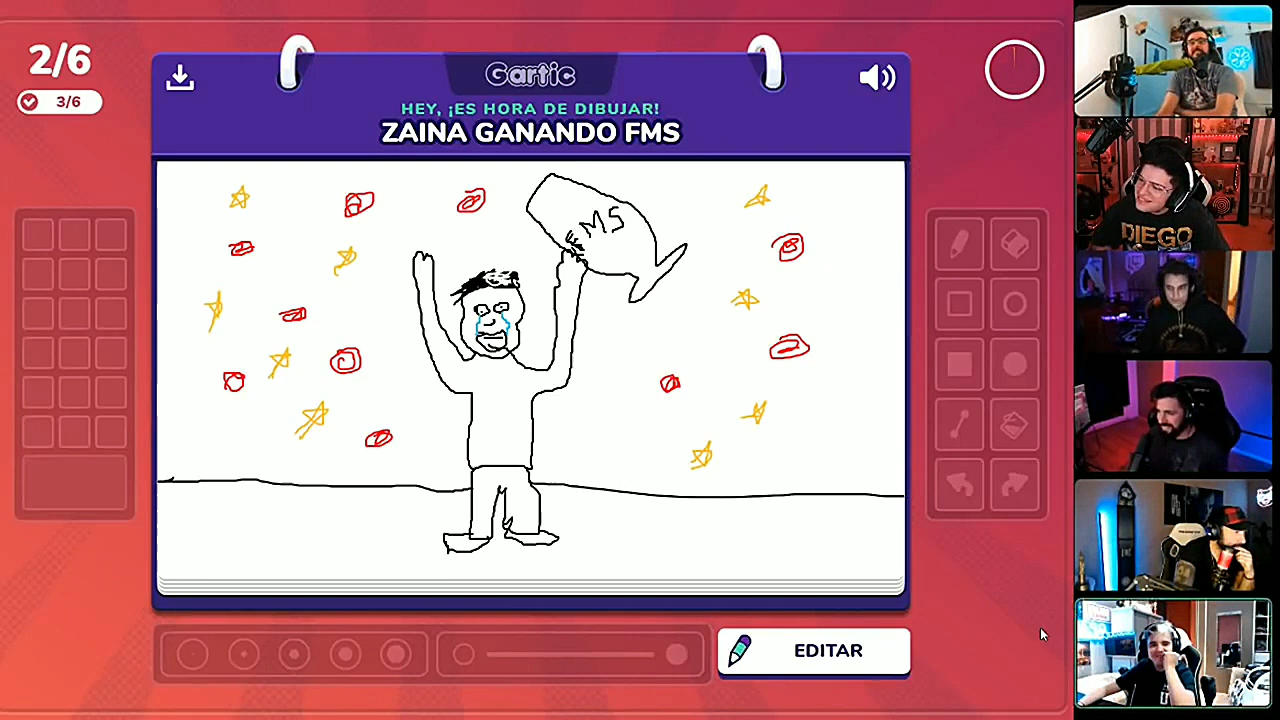 2/6
3/6
Gartic
HEY, ¡ES HORA DE DIBUJAR!
ZAINA GANANDO FMS
FMS
DIEGO
EDITAR